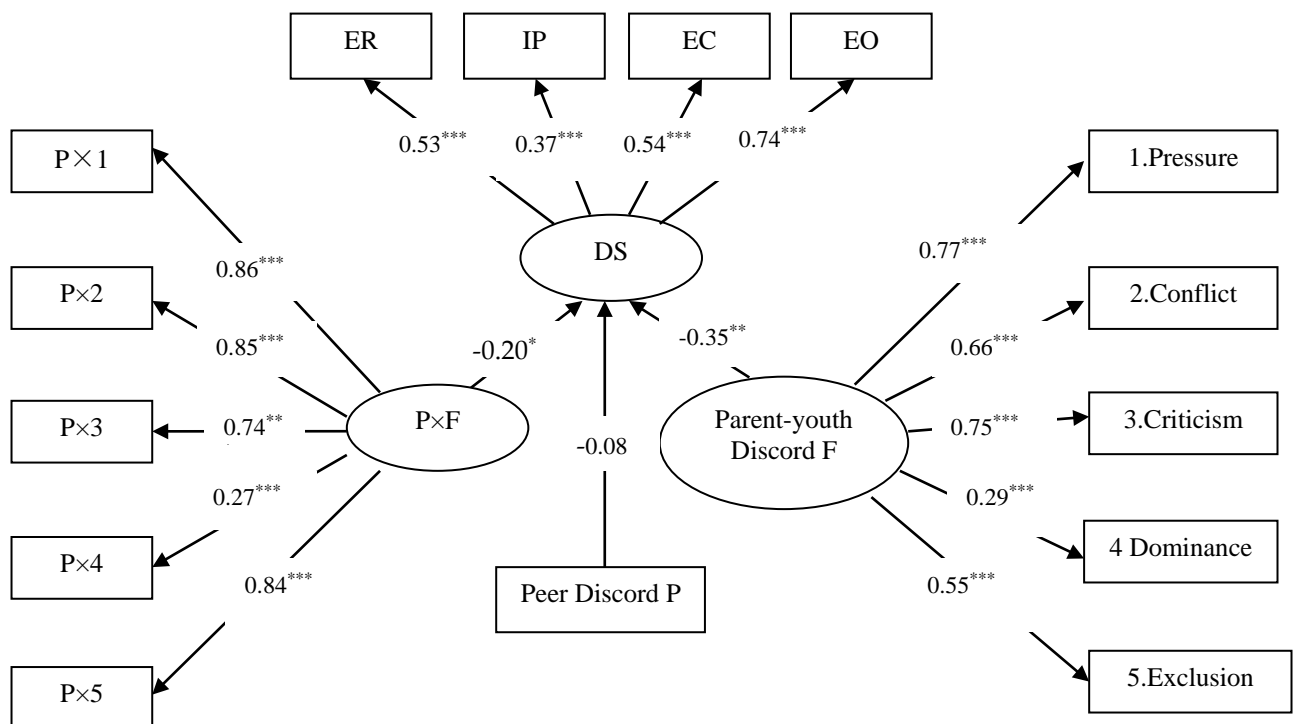 ER
IP
EC
EO
0.53***
0.37***
0.54***
0.74***
P×1
P×2
P×3
P×4
P×5
0.86***
0.85***
0.74**
0.27***
0.84***
DS
-0.20*
-0.08
-0.35**
P×F
Peer Discord P
Parent-youth
Discord F
0.77***
0.66***
0.75***
0.29***
0.55***
1.Pressure
2.Conflict
3.Criticism
4 Dominance
5.Exclusion